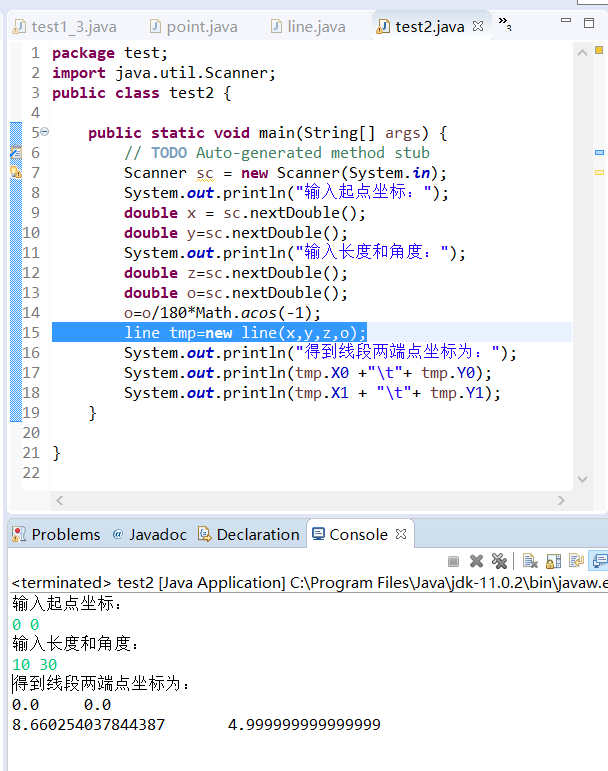 test1_3.java point.java line.java test2.java »3
1 package test;
2 import java.util.Scanner;
3 public class test2 {
4
5 public static void main(String[] args) {
6 // TODO Auto-generated method stub
7 Scanner sc = new Scanner(System.in);
8 System.out.println("输入起点坐标：");
9 double x = sc.nextDouble();
10 double y=sc.nextDouble();
11 System.out.println("输入长度和角度：");
12 double z=sc.nextDouble();
13 double o=sc.nextDouble();
14 o=o/180*Math.acos(-1);
15 line tmp=new line(x,y,z,o);
16 System.out.println("得到线段两端点坐标为：");
17 System.out.println(tmp.X0 +"\t"+ tmp.Y0);
18 System.out.println(tmp.X1 + "\t"+ tmp.Y1);
19 }
20
21 }
22
Problems @ Javadoc Declaration Console
<terminated> test2 [Java Application] C:\Program Files\Java\jdk-11.0.2\bin\javaw.e
输入起点坐标：
0 0
输入长度和角度：
10 30
得到线段两端点坐标为：
0.0 0.0
8.660254037844387 4.999999999999999